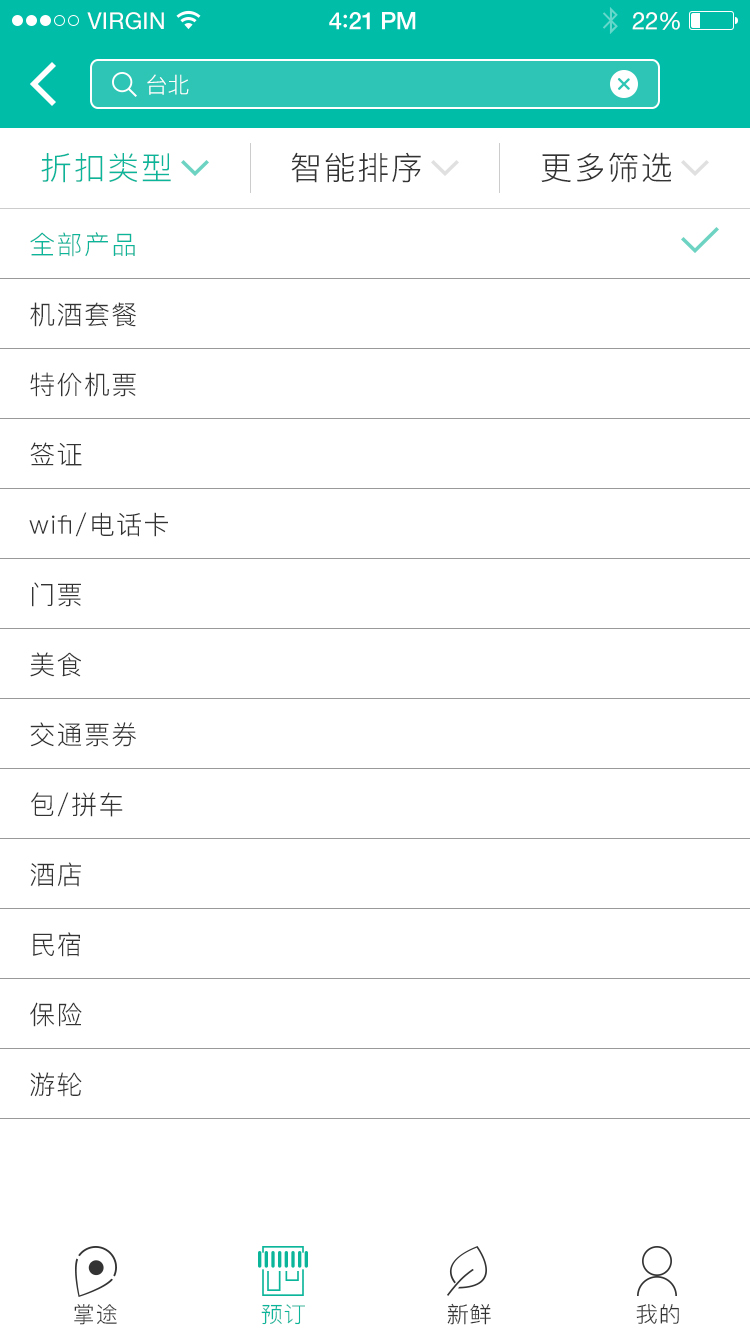 VIRGIN 4:21 PM 22%
台北
折扣类型 智能排序 更多筛选
全部产品
机酒套餐
特价机票
签证
wifi/电话卡
门票
美食
交通票券
包/拼车
酒店
民宿
保险
游轮
掌途 预订 新鲜 我的